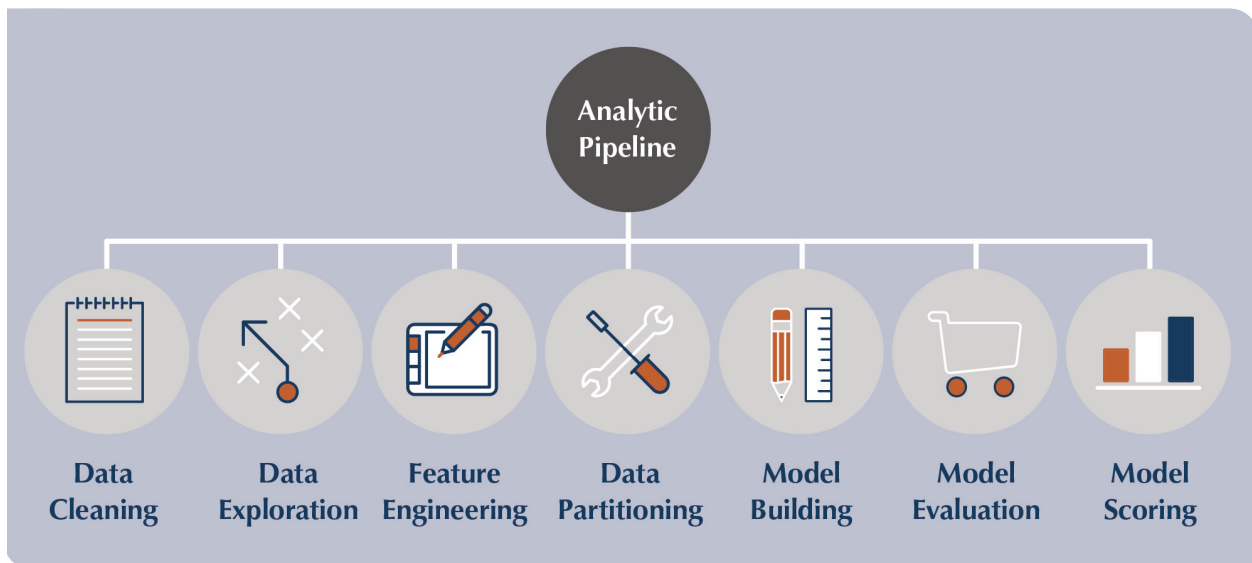 Analytic
Pipeline
Data
Cleaning
Data
Exploration
Feature
Engineering
Data
Partitioning
Model
Building
Model
Evaluation
Model
Scoring